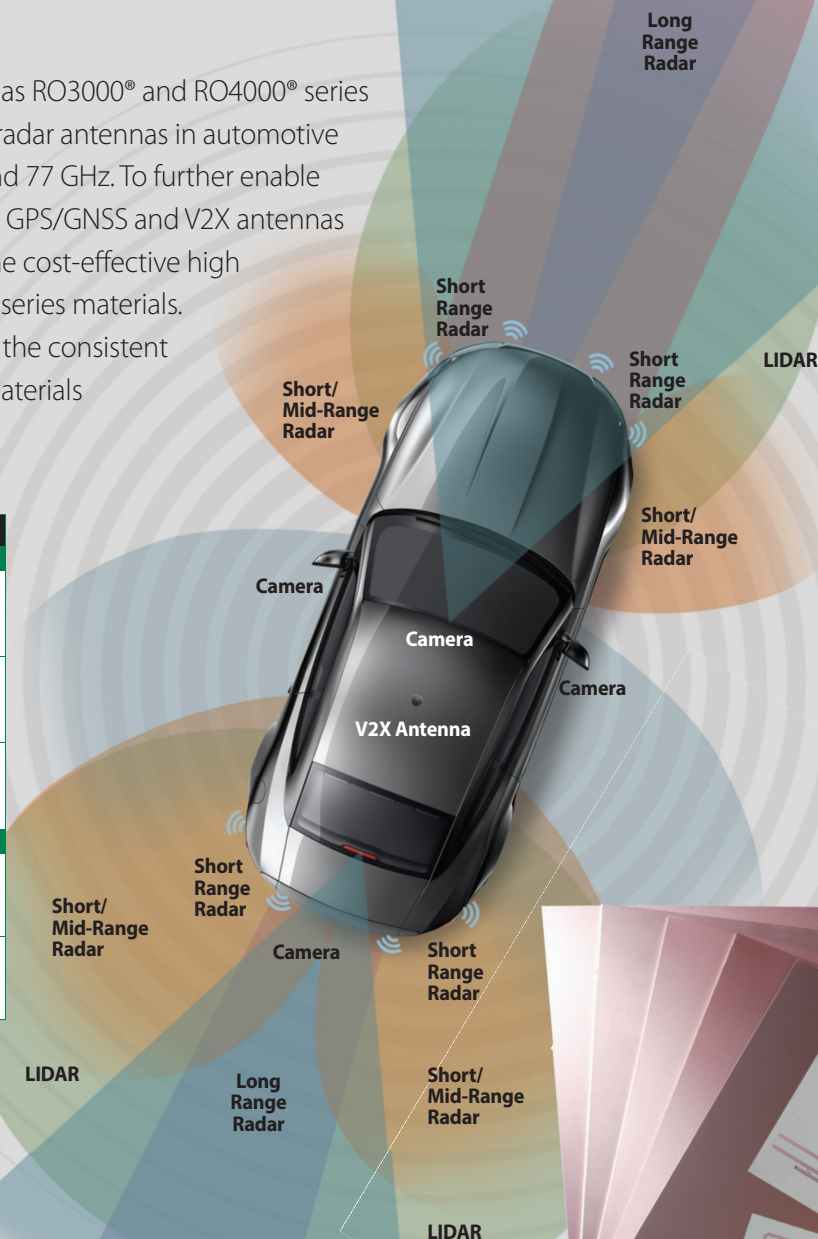 Long
Range
Radar
as RO3000® and RO4000® series
radar antennas in automotive
77 GHz. To further enable
GPS/GNSS and V2X antennas
cost-effective high
series materials.
the consistent
Short
Range
Radar
Short
Range
Radar
LIDAR
Short/
Mid-Range
Radar
Short/
Mid-Range
Radar
Camera
Camera
Camera
V2X Antenna
Short
Range
Radar
Short/
Mid-Range
Radar
Camera
Short
Range
Radar
LIDAR
Long
Range
Radar
Short/
Mid-Range
Radar
LIDAR